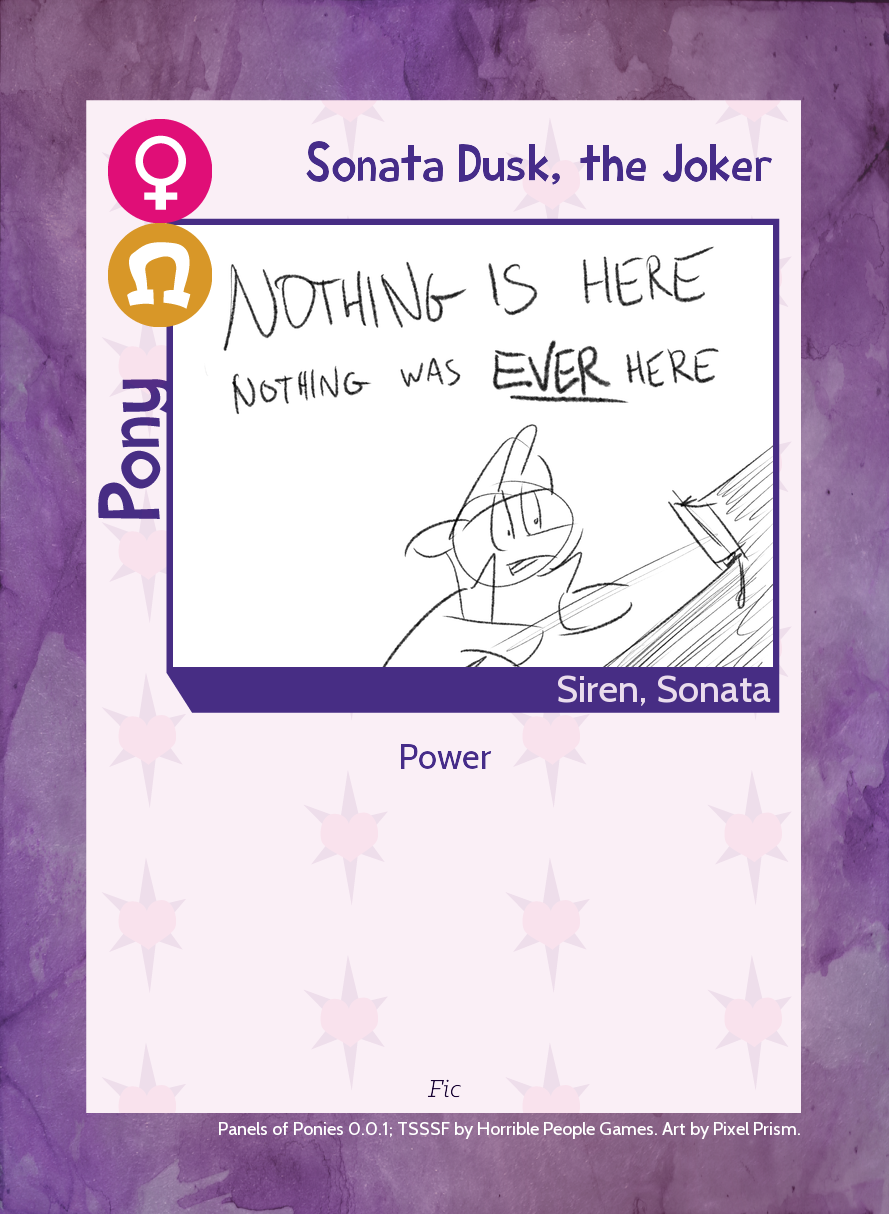 Sonata Dusk, the Joker
NOTHING IS HERE
NOTHING WAS EVER HERE
Pony
Siren, Sonata
Power
Fic
Panels of Ponies 0.0.1; TSSSF by Horrible People Games. Art by Pixel Prism.